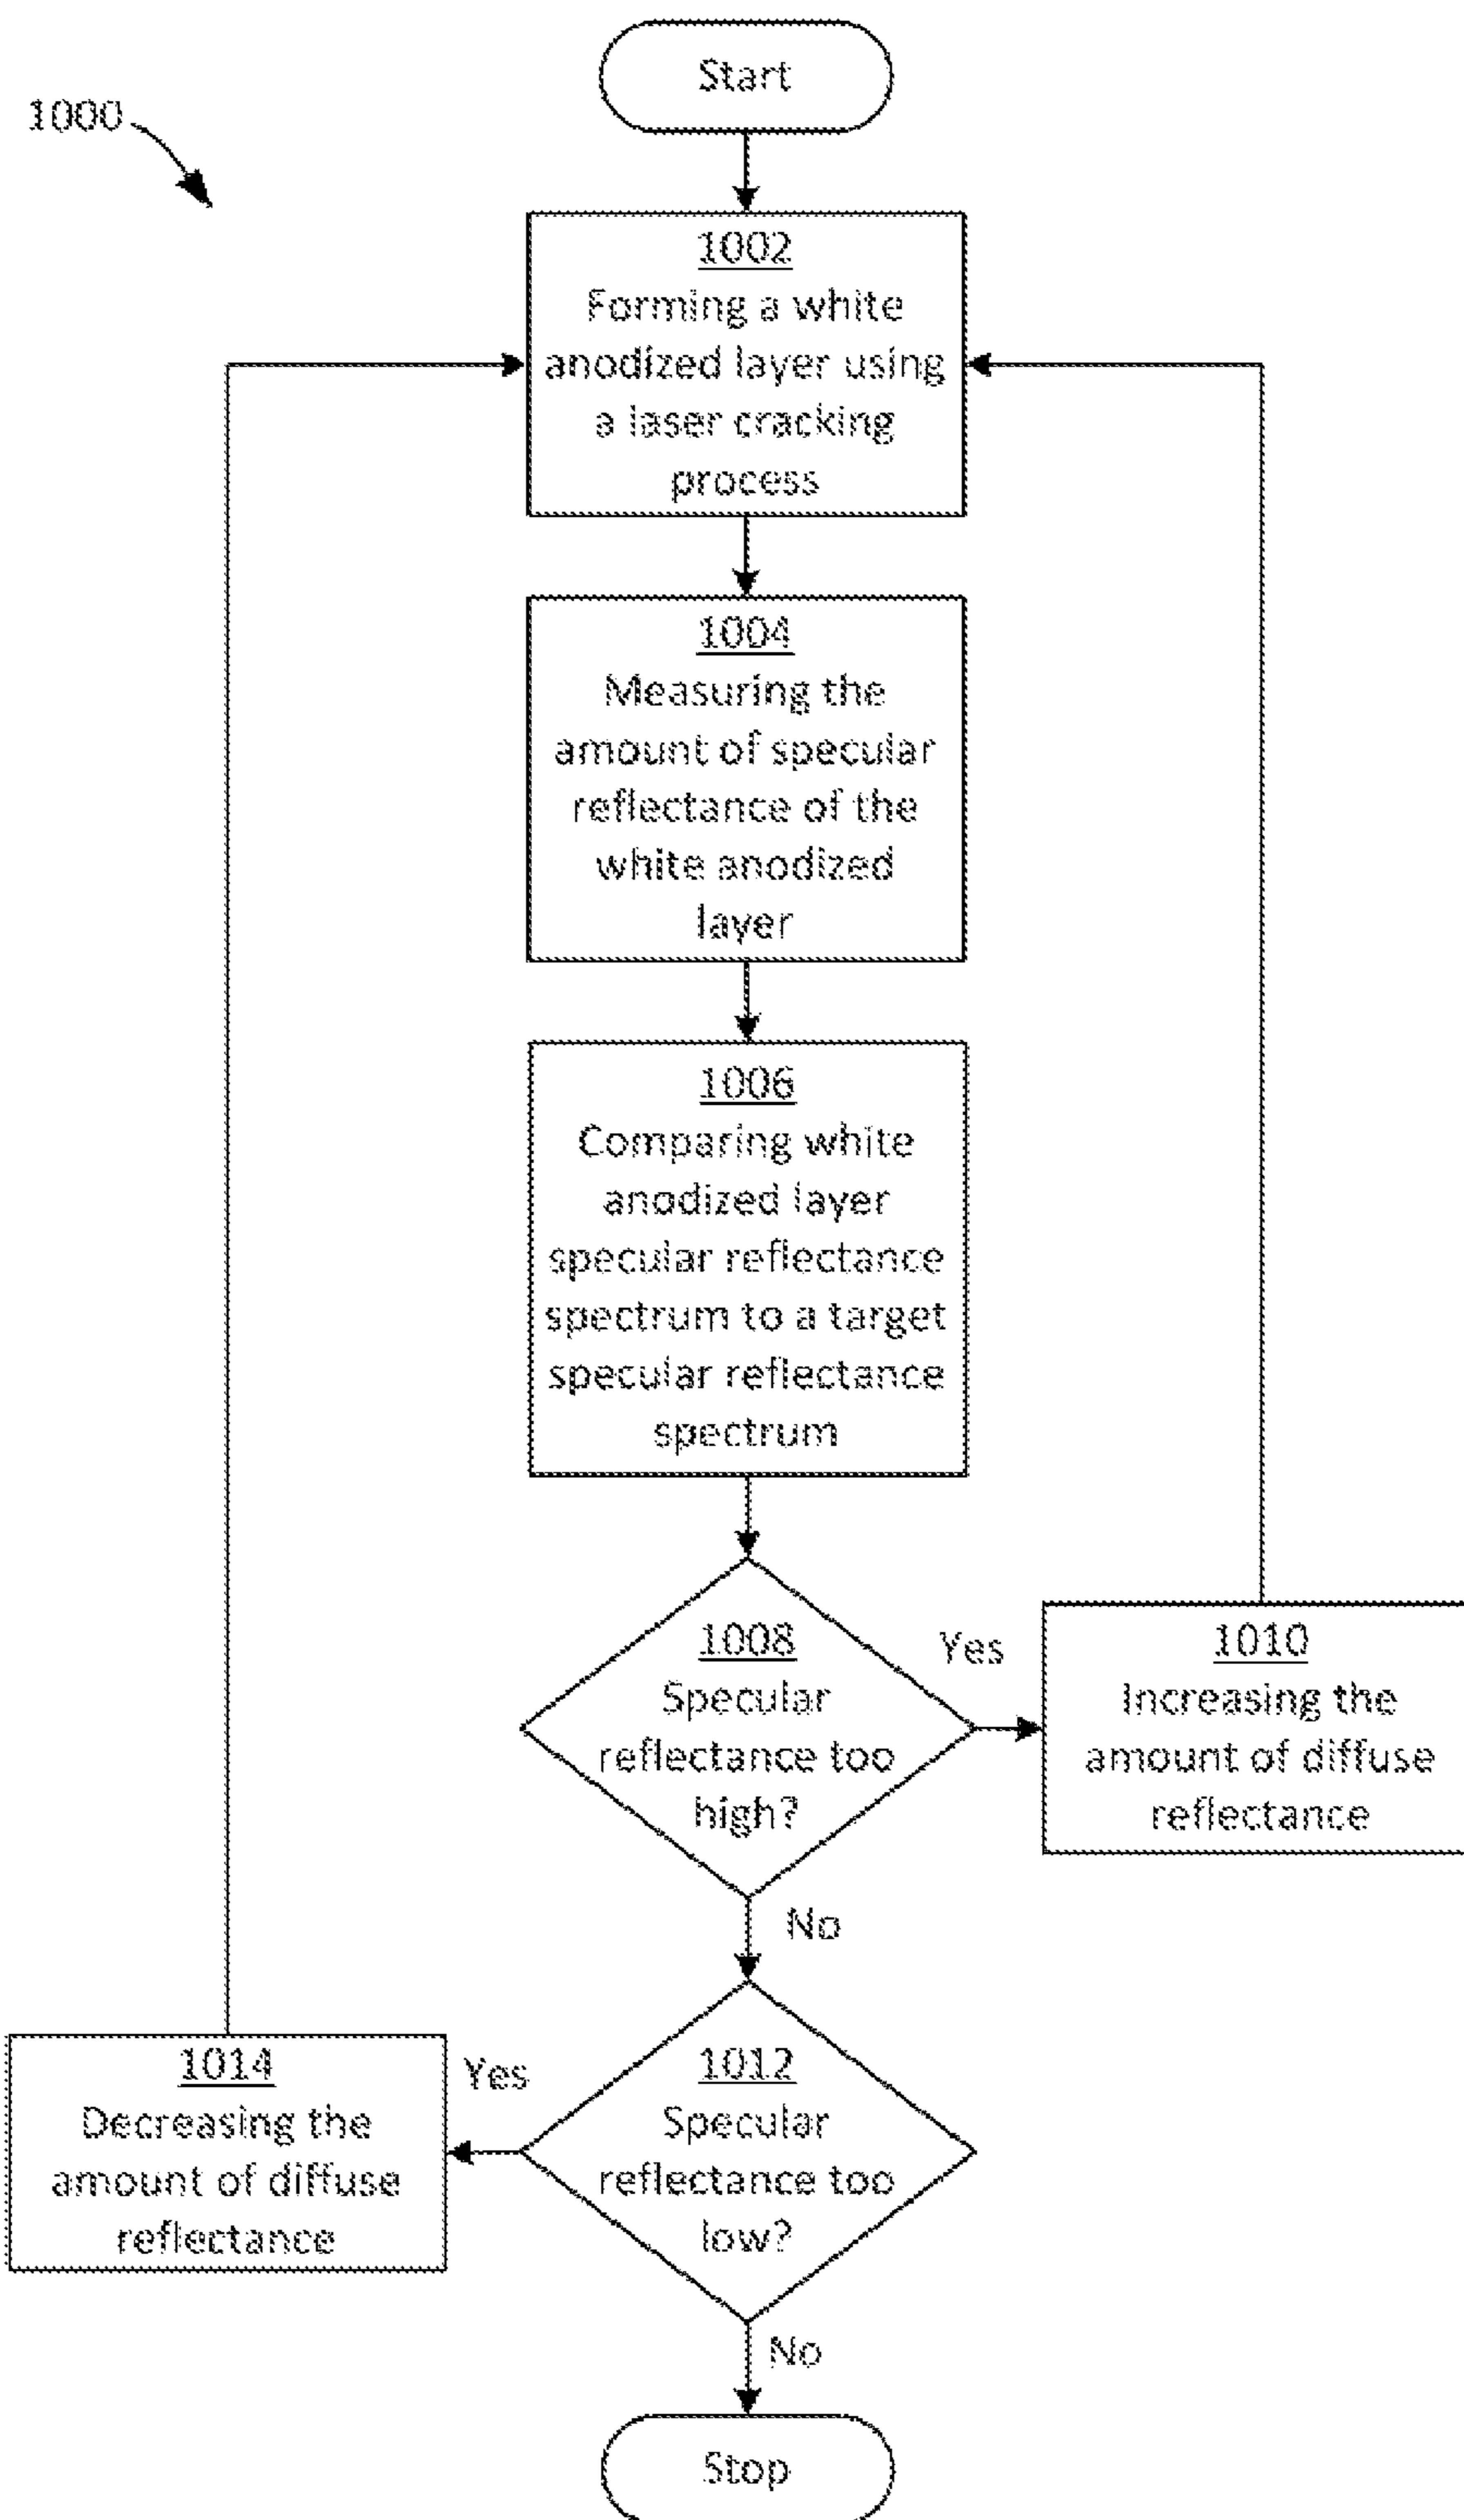 Start
1000
1002
Forming a white
anodized layer using
a laser cracking
process
1004
Measuring the
amount of specular
reflectance of the
white anodized
layer
1006
Comparing white
anodized layer
specular reflectance
spectrum to a target
specular reflectance
spectrum
1008
Specular
reflectance too
high?
Yes
1010
Increasing the
amount of diffuse
reflectance
No
1012
Specular
reflectance too
low?
Yes
1014
Decreasing the
amount of diffuse
reflectance
No
Stop